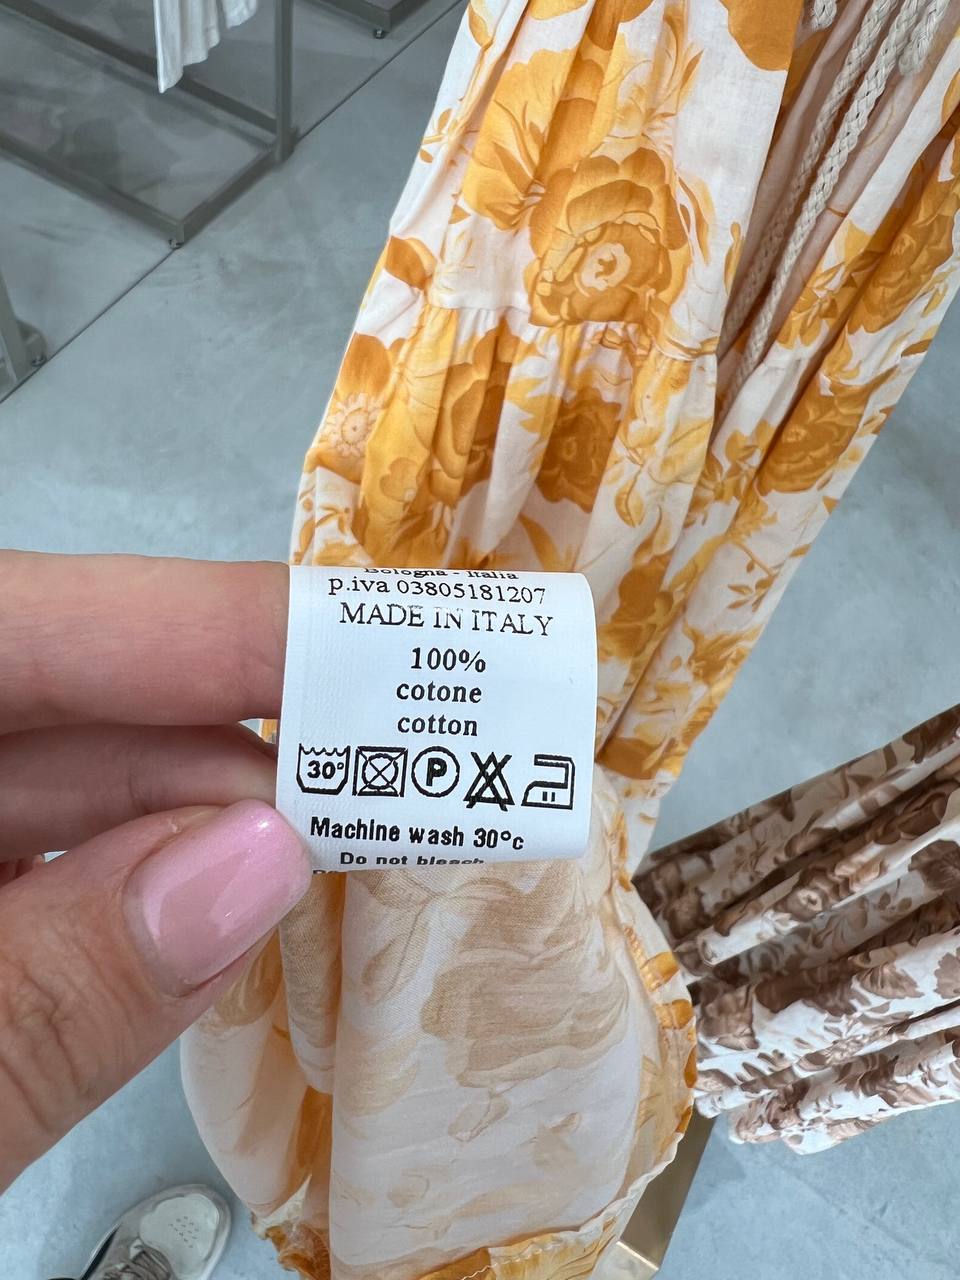 Bologna - Italia
p.iva 03805181207
MADE IN ITALY
100%
cotone
cotton
30°
P
Machine wash 30°c
Do not bleach